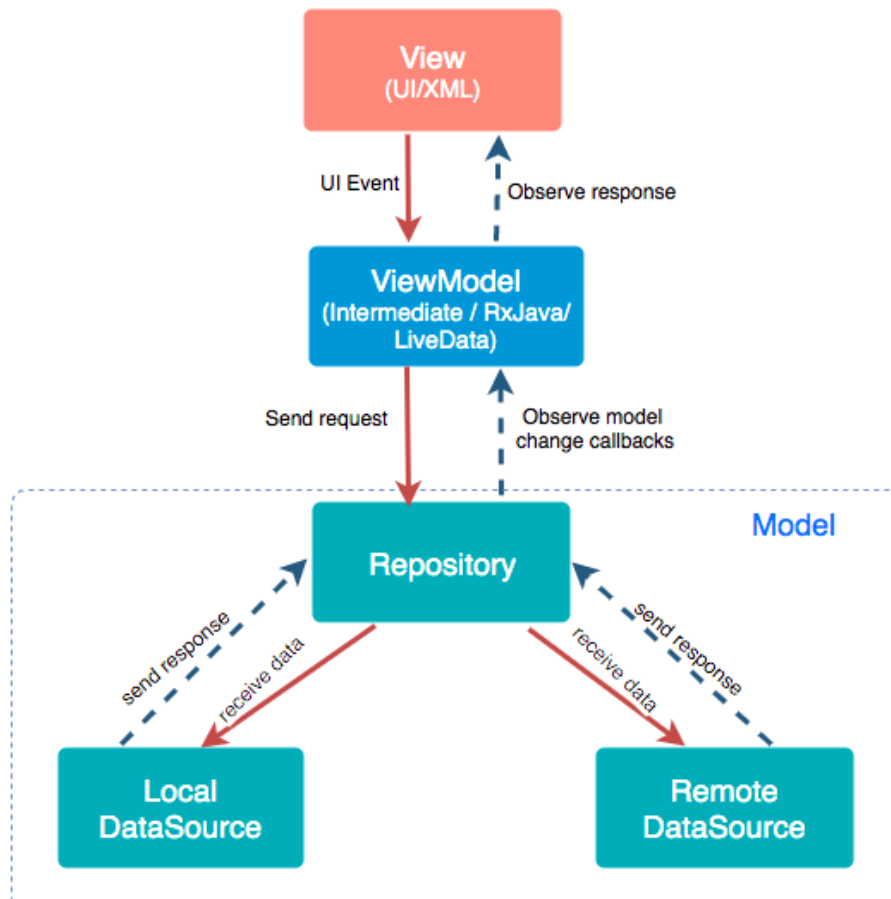 View
(UI/XML)
UI Event
Observe response
ViewModel
(Intermediate / RxJava/
LiveData)
Send request
Observe model
change callbacks
Model
Repository
send response
receive data
receive data
send response
Local
DataSource
Remote
DataSource